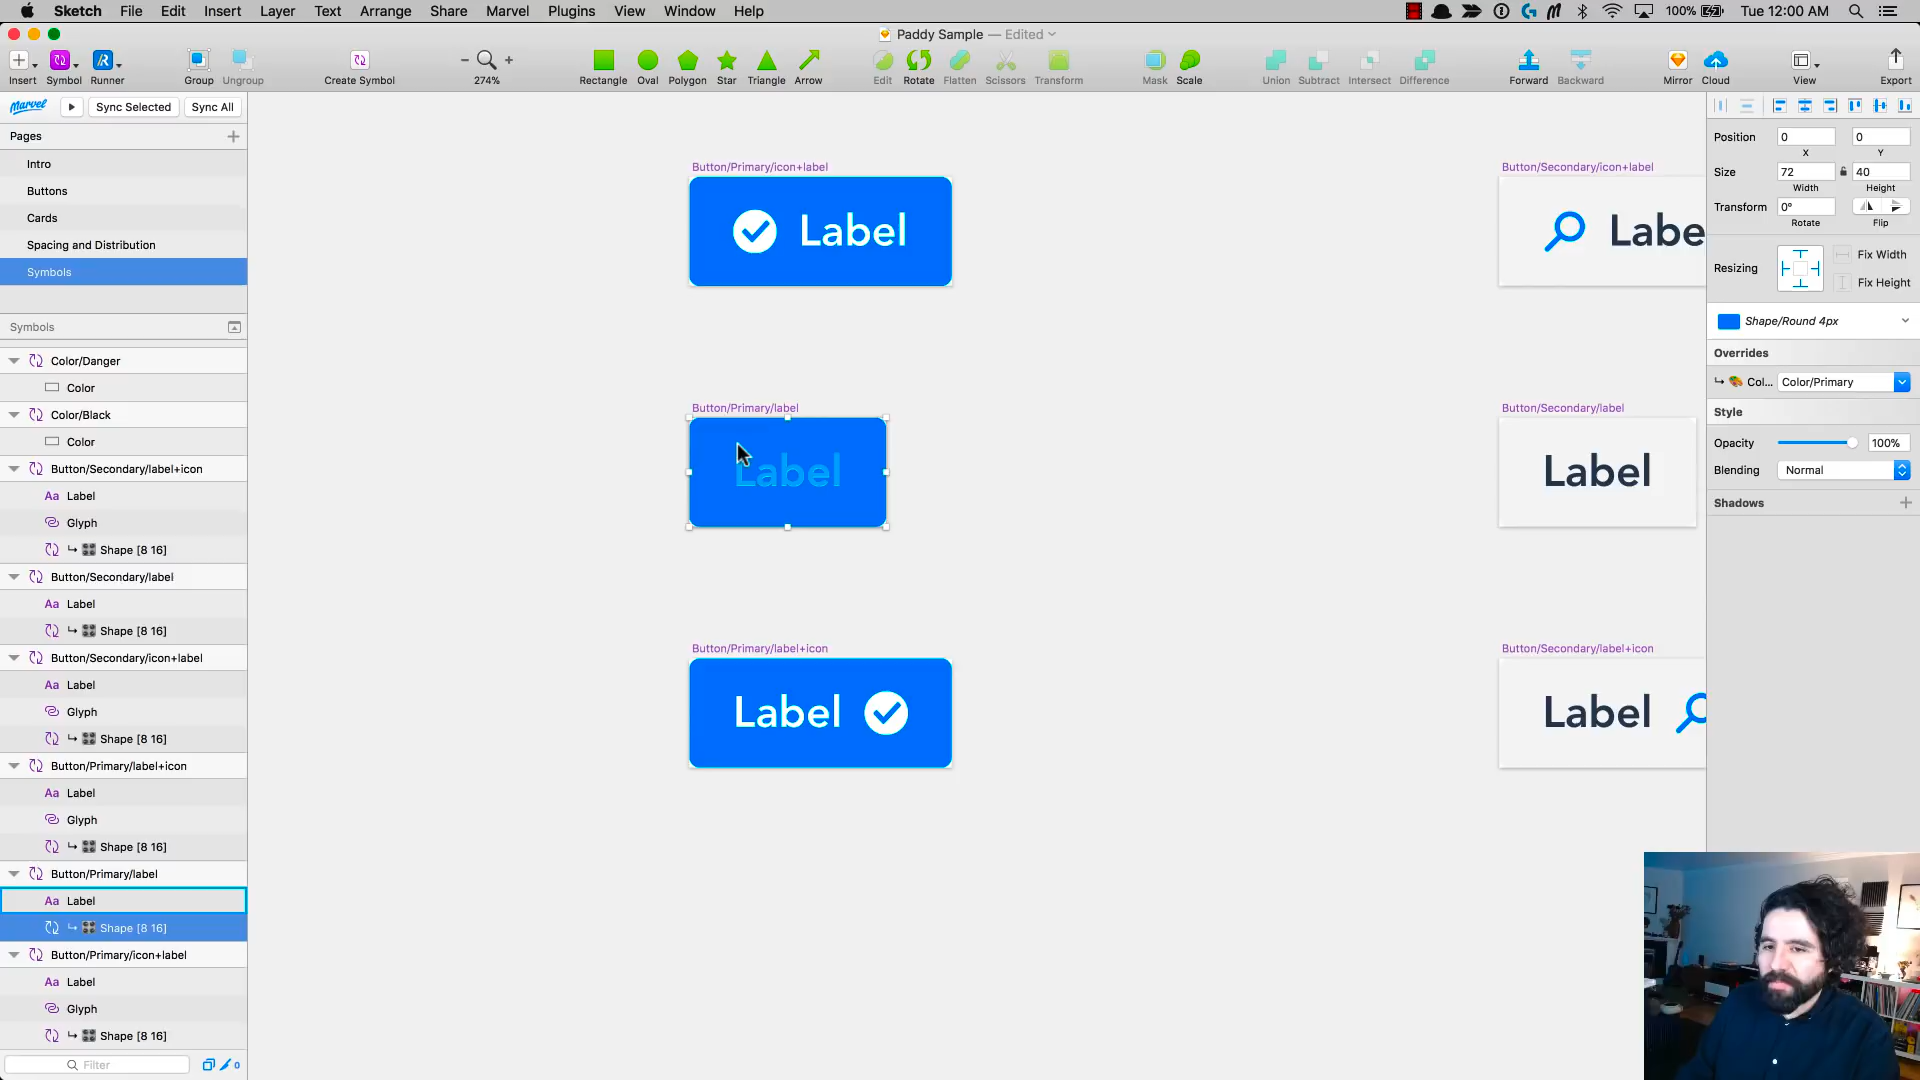 Sketch File Edit Insert Layer Text Arrange Share Marvel Plugins View Window Help 100% Tue 12:00 AM
Paddy Sample — Edited
Insert Symbol Runner Group Ungroup Create Symbol 274% Rectangle Oval Polygon Star Triangle Arrow Edit Rotate Flatten Scissors Transform Mask Scale Union Subtract Intersect Difference Forward Backward Mirror Cloud View Export
Marvel Sync Selected Sync All
Pages
Intro
Buttons
Cards
Spacing and Distribution
Symbols
Symbols
Color/Danger
Color
Color/Black
Color
Button/Secondary/label+icon
Aa Label
Glyph
Shape [8 16]
Button/Secondary/label
Aa Label
Shape [8 16]
Button/Secondary/icon+label
Aa Label
Glyph
Shape [8 16]
Button/Primary/label+icon
Aa Label
Glyph
Shape [8 16]
Button/Primary/label
Aa Label
Shape [8 16]
Button/Primary/icon+label
Aa Label
Glyph
Shape [8 16]
Filter 0
Button/Primary/icon+label
Label
Button/Primary/label
Label
Button/Primary/label+icon
Label
Button/Secondary/icon+label
Labe
Button/Secondary/label
Label
Button/Secondary/label+icon
Label
Position 0 0
X Y
Size 72 40
Width Height
Transform 0°
Rotate Flip
Resizing Fix Width
Fix Height
Shape/Round 4px
Overrides
Col... Color/Primary
Style
Opacity 100%
Blending Normal
Shadows